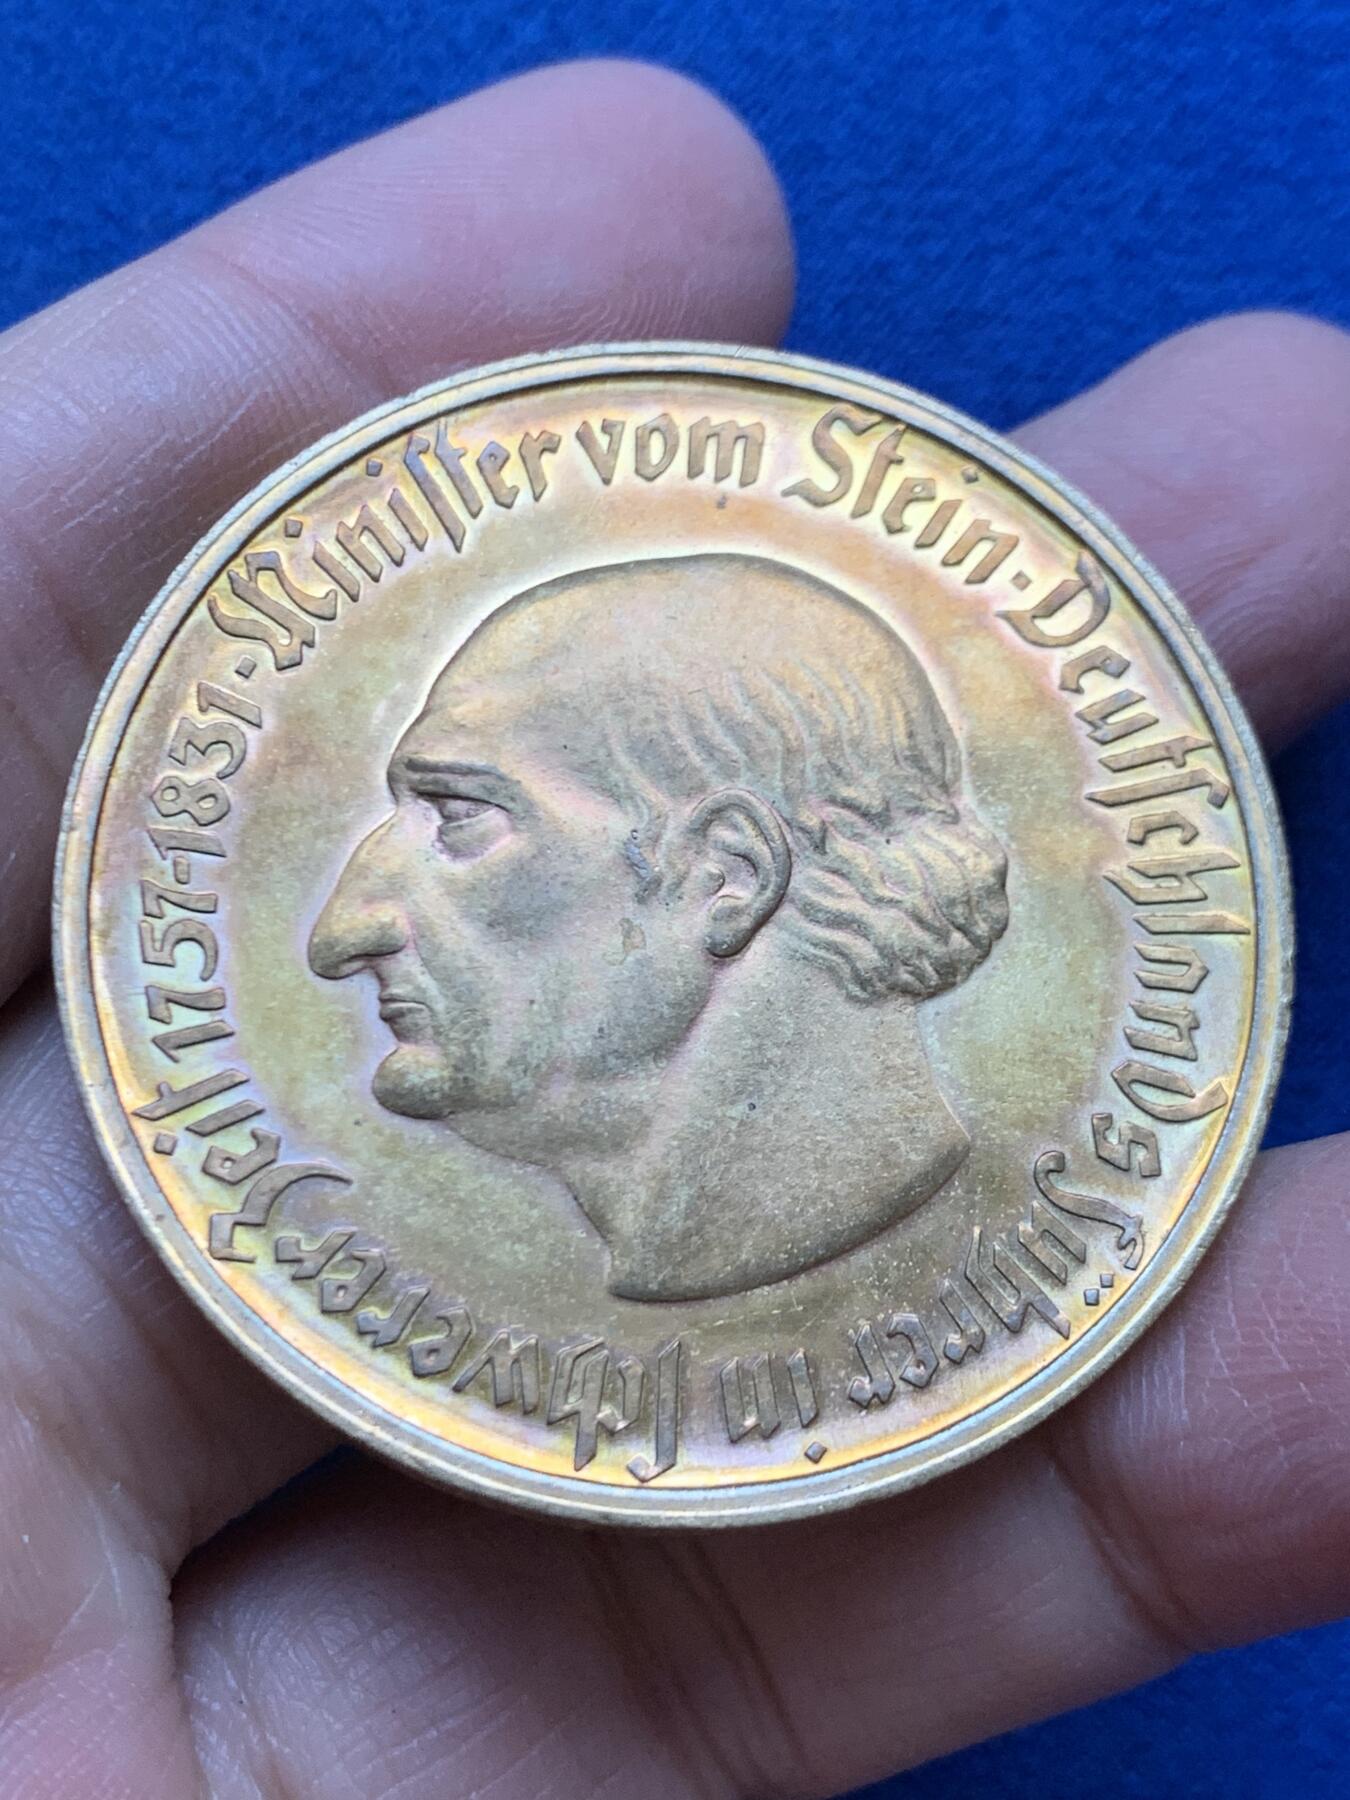 Minister vom Stein · Deutschlands Führer in schwerer Zeit 1757-1831 ·